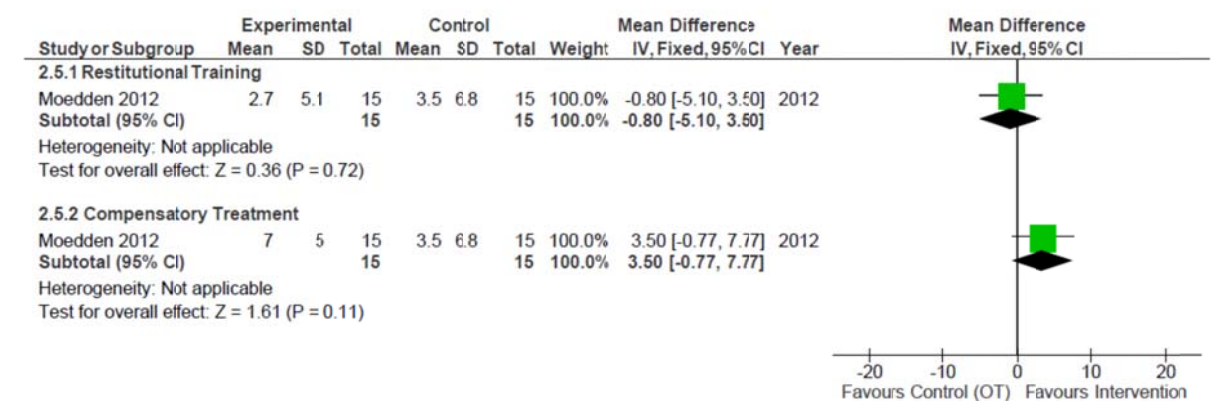 Experimental Control Mean Difference Mean Difference
Study or Subgroup Mean SD Total Mean SD Total Weight IV, Fixed, 95% CI Year IV, Fixed, 95% CI
2.5.1 Restitutional Training
Moedden 2012 2.7 5.1 15 3.5 6.8 15 100.0% -0.80 [-5.10, 3.50] 2012
Subtotal (95% CI) 15 15 100.0% -0.80 [-5.10, 3.50]
Heterogeneity: Not applicable
Test for overall effect: Z = 0.36 (P = 0.72)
2.5.2 Compensatory Treatment
Moedden 2012 7 5 15 3.5 6.8 15 100.0% 3.50 [-0.77, 7.77] 2012
Subtotal (95% CI) 15 15 100.0% 3.50 [-0.77, 7.77]
Heterogeneity: Not applicable
Test for overall effect: Z = 1.61 (P = 0.11)
-20 -10 0 10 20
Favours Control (OT) Favours Intervention